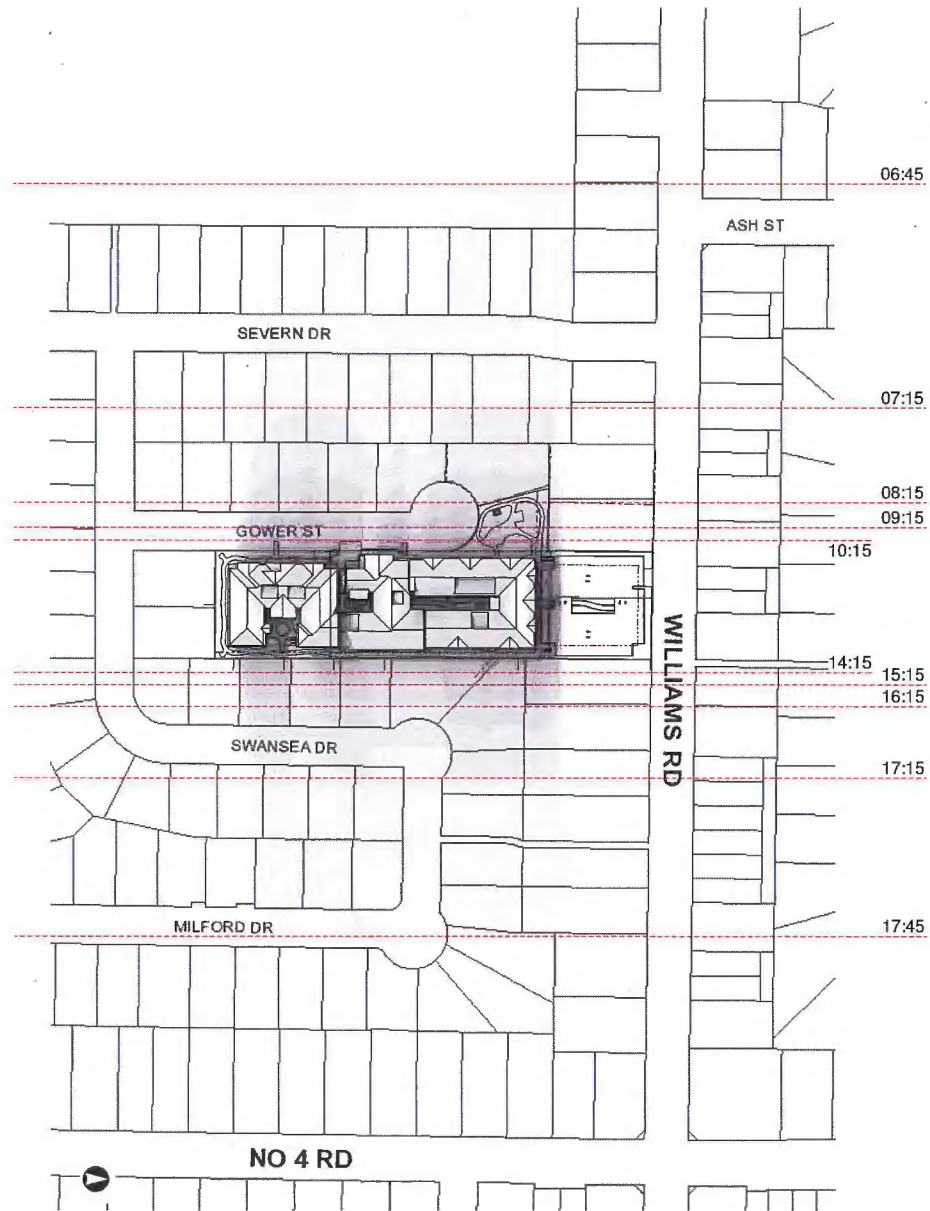 06:45
ASH ST
SEVERN DR
07:15
08:15
09:15
GOWER ST
10:15
WILLIAMS RD
14:15
15:15
16:15
SWANSEA DR
17:15
MILFORD DR
17:45
NO 4 RD